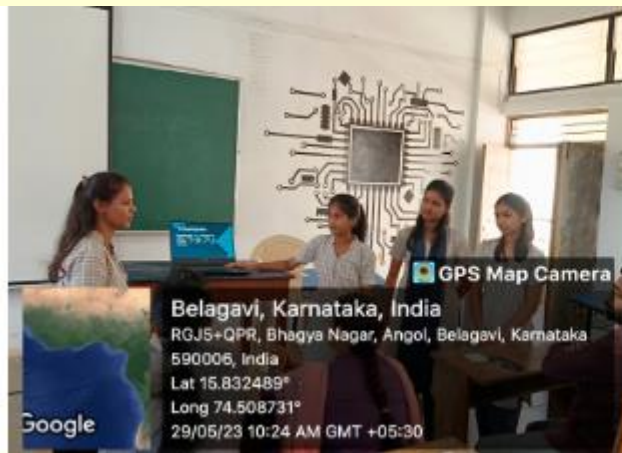 GPS Map Camera
Belagavi, Karnataka, India
RGJ5+QPR, Bhagya Nagar, Angol, Belagavi, Karnataka
590006, India
Lat 15.832489°
Long 74.508731°
29/05/23 10:24 AM GMT +05:30
Google